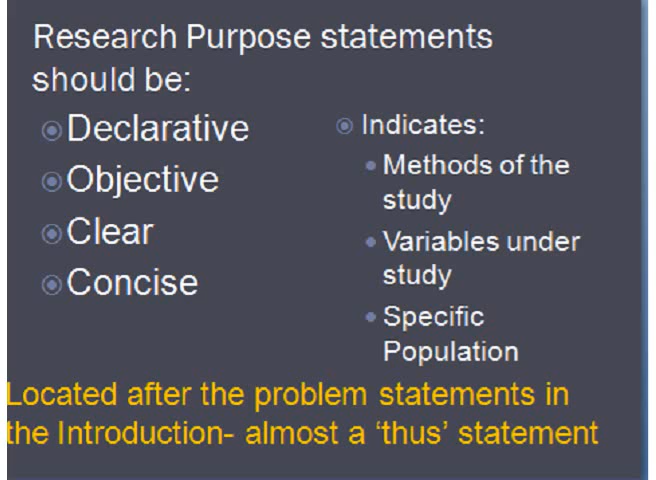 Research Purpose statements
should be:
Declarative
Objective
Clear
Concise
Indicates:
Methods of the
study
Variables under
study
Specific
Population
Located after the problem statements in
the Introduction- almost a ‘thus’ statement